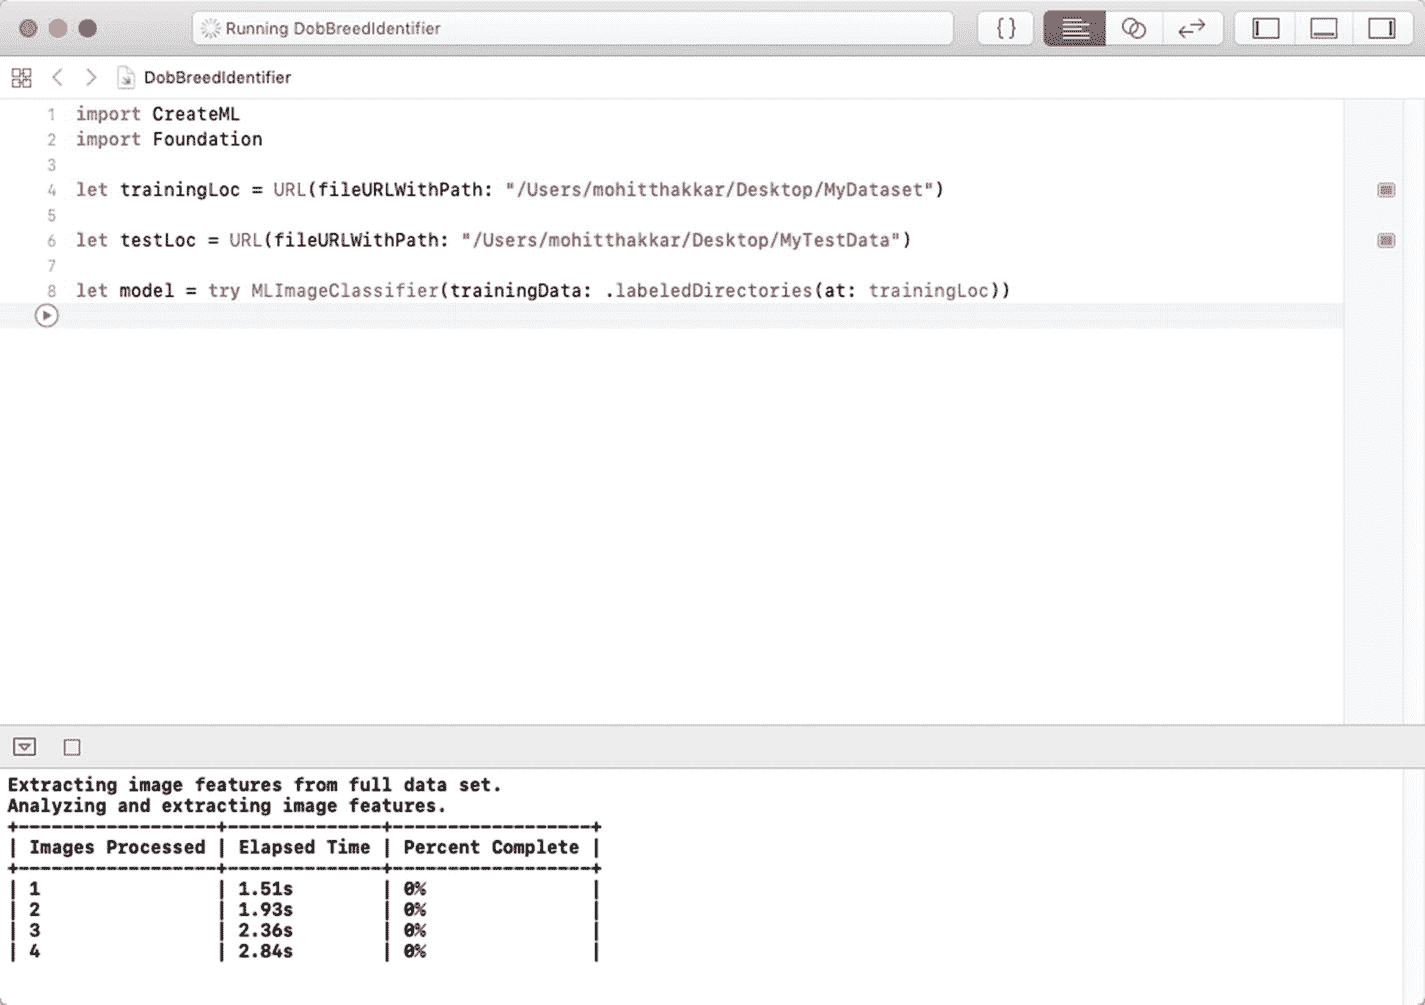 Running DobBreedIdentifier
{ }
DobBreedIdentifier
1 import CreateML
2 import Foundation
3
4 let trainingLoc = URL(fileURLWithPath: "/Users/mohitthakkar/Desktop/MyDataset")
5
6 let testLoc = URL(fileURLWithPath: "/Users/mohitthakkar/Desktop/MyTestData")
7
8 let model = try MLImageClassifier(trainingData: .labeledDirectories(at: trainingLoc))
Extracting image features from full data set.
Analyzing and extracting image features.
+------------------+--------------+------------------+
| Images Processed | Elapsed Time | Percent Complete |
+------------------+--------------+------------------+
| 1                | 1.51s        | 0%               |
| 2                | 1.93s        | 0%               |
| 3                | 2.36s        | 0%               |
| 4                | 2.84s        | 0%               |